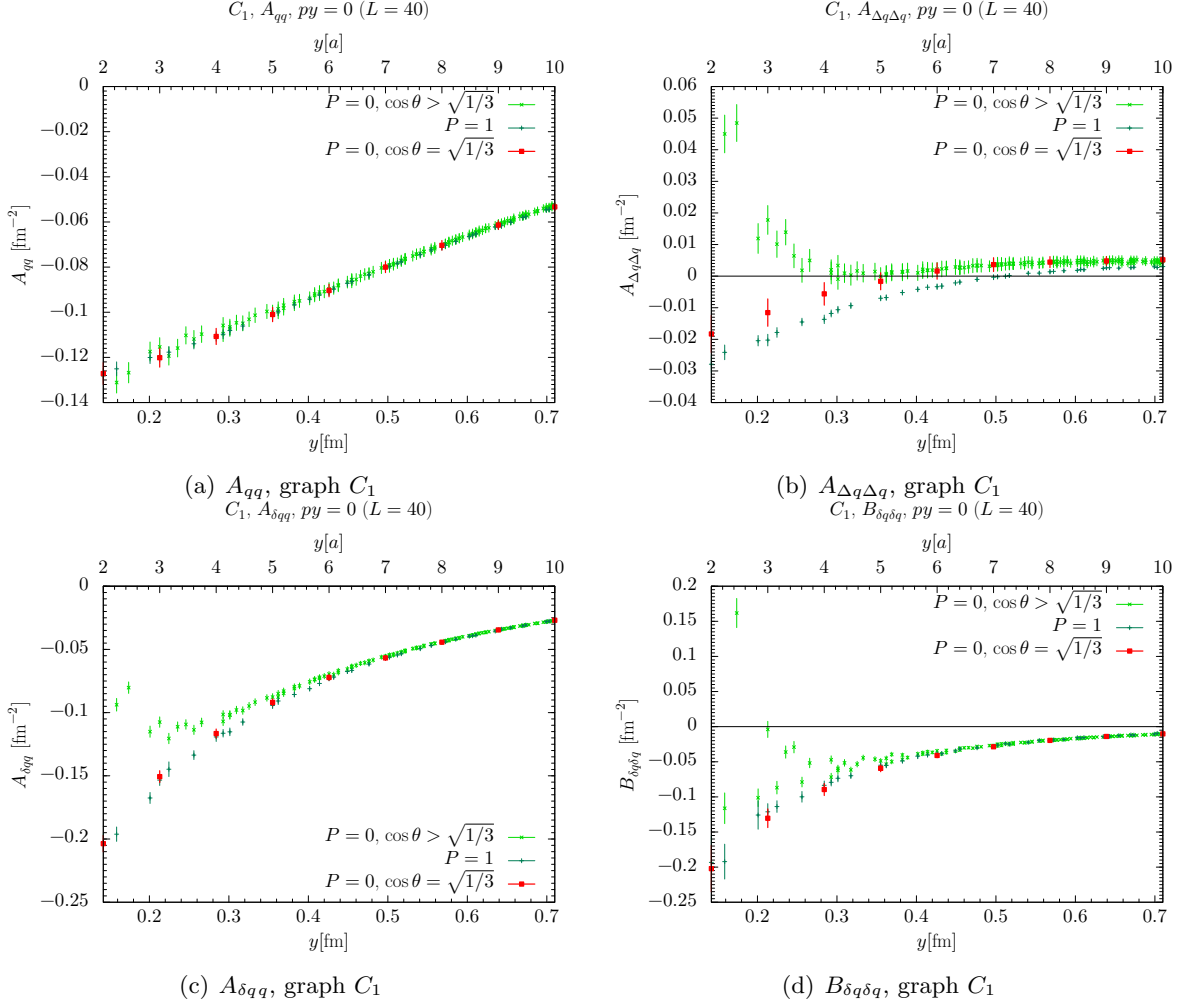 C₁, A_{qq}, py = 0 (L = 40)
y[a]
2 3 4 5 6 7 8 9 10
0
−0.02
−0.04
−0.06
−0.08
−0.1
−0.12
−0.14
A_{qq} [fm⁻²]
P = 0, cos θ > √1/3
P = 1
P = 0, cos θ = √1/3
0.2 0.3 0.4 0.5 0.6 0.7
y[fm]
(a) A_{qq}, graph C₁
C₁, A_{ΔqΔq}, py = 0 (L = 40)
y[a]
2 3 4 5 6 7 8 9 10
0.06
0.05
0.04
0.03
0.02
0.01
0
−0.01
−0.02
−0.03
−0.04
A_{ΔqΔq} [fm⁻²]
P = 0, cos θ > √1/3
P = 1
P = 0, cos θ = √1/3
0.2 0.3 0.4 0.5 0.6 0.7
y[fm]
(b) A_{ΔqΔq}, graph C₁
C₁, A_{δqq}, py = 0 (L = 40)
y[a]
2 3 4 5 6 7 8 9 10
0
−0.05
−0.1
−0.15
−0.2
−0.25
A_{δqq} [fm⁻²]
P = 0, cos θ > √1/3
P = 1
P = 0, cos θ = √1/3
0.2 0.3 0.4 0.5 0.6 0.7
y[fm]
(c) A_{δqq}, graph C₁
C₁, B_{δqδq}, py = 0 (L = 40)
y[a]
2 3 4 5 6 7 8 9 10
0.2
0.15
0.1
0.05
0
−0.05
−0.1
−0.15
−0.2
−0.25
B_{δqδq} [fm⁻²]
P = 0, cos θ > √1/3
P = 1
P = 0, cos θ = √1/3
0.2 0.3 0.4 0.5 0.6 0.7
y[fm]
(d) B_{δqδq}, graph C₁